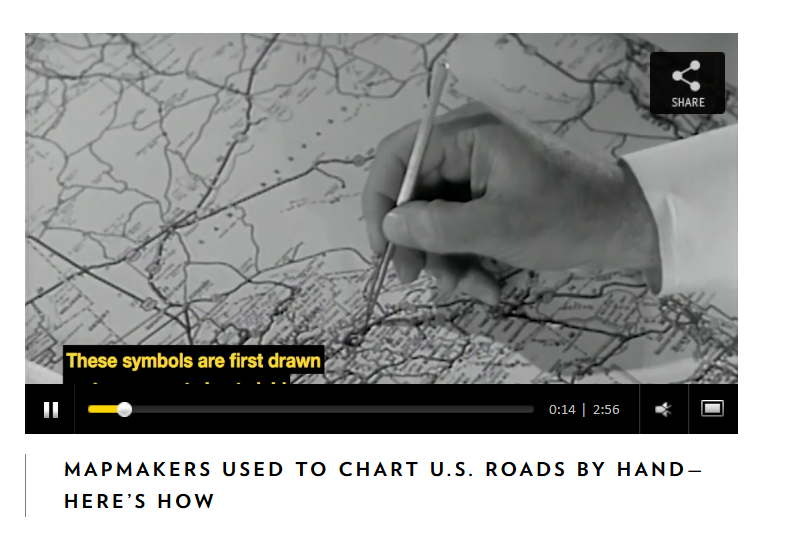 SHARE
These symbols are first drawn
0:14 | 2:56
MAPMAKERS USED TO CHART U.S. ROADS BY HAND—
HERE'S HOW